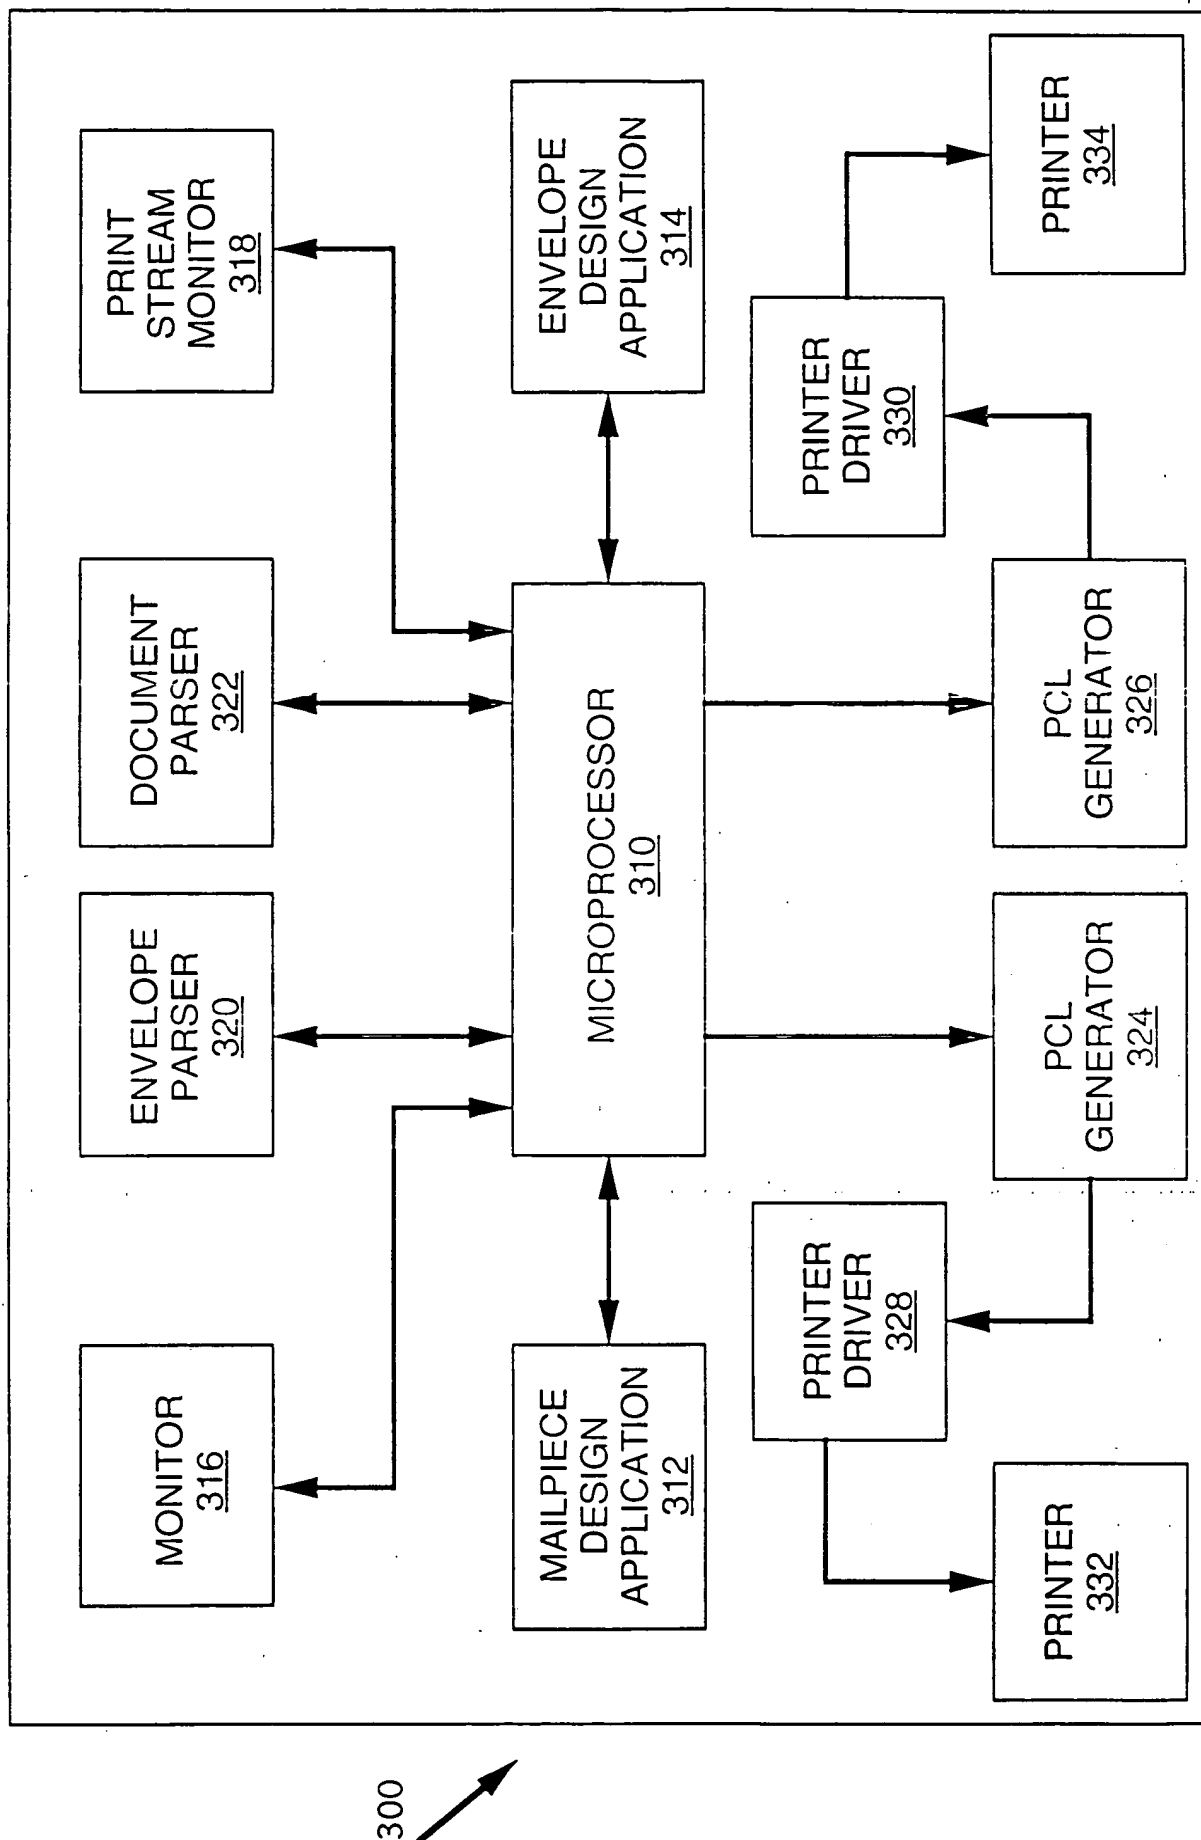 300
MONITOR
316
ENVELOPE
PARSER
320
DOCUMENT
PARSER
322
PRINT
STREAM
MONITOR
318
MAILPIECE
DESIGN
APPLICATION
312
MICROPROCESSOR
310
ENVELOPE
DESIGN
APPLICATION
314
PRINTER
DRIVER
328
PRINTER
DRIVER
330
PRINTER
332
PCL
GENERATOR
324
PCL
GENERATOR
326
PRINTER
334